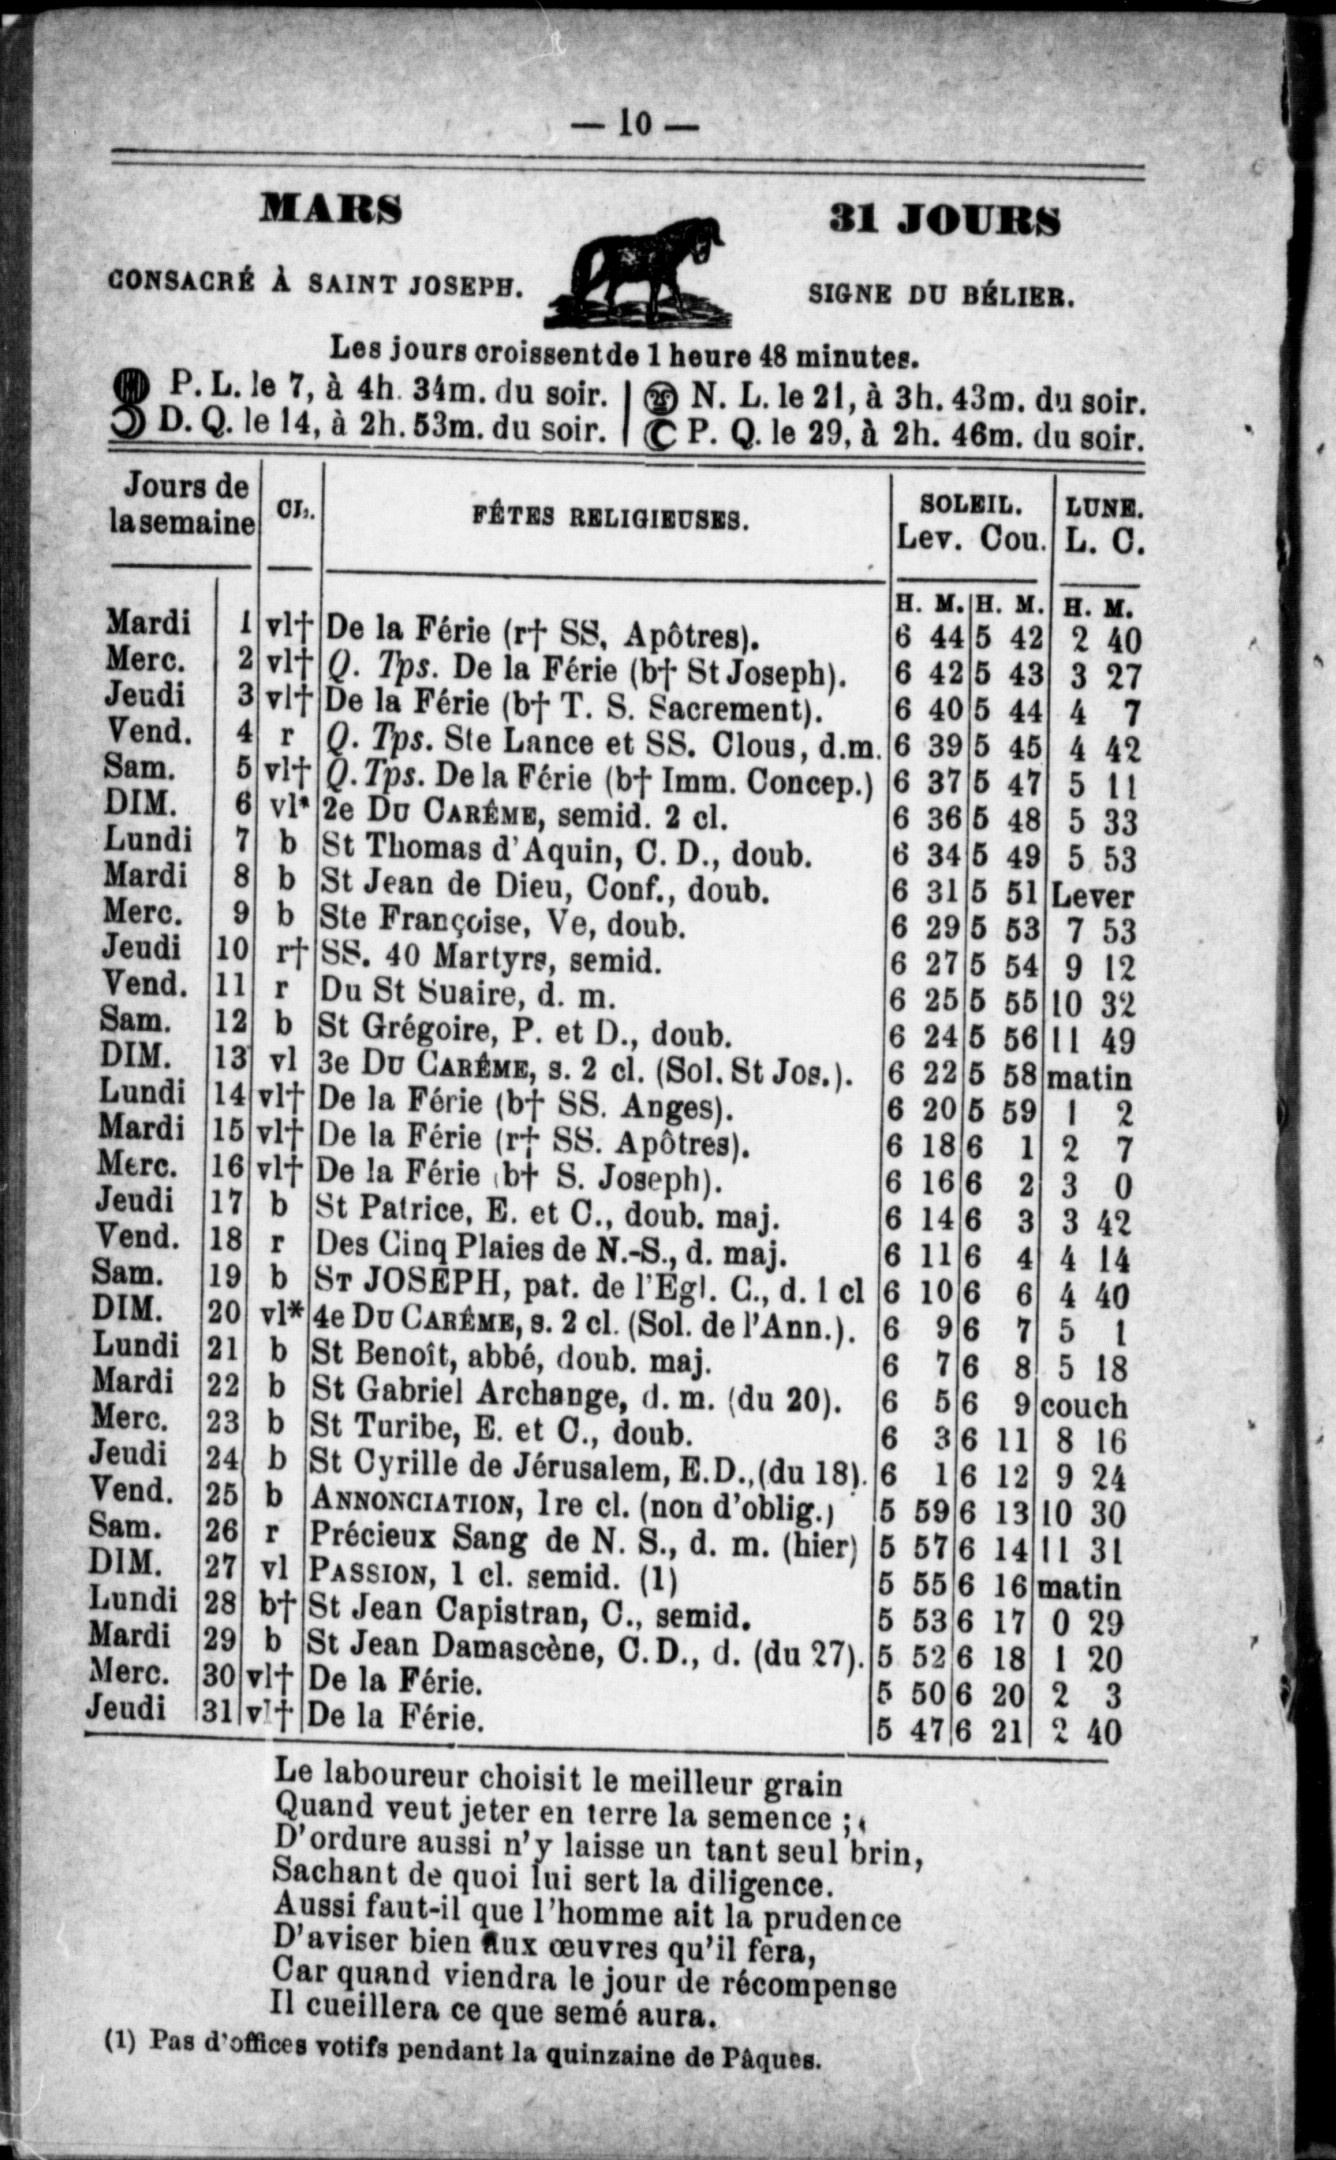 — 10 —
MARS
31 JOURS
CONSACRÉ À SAINT JOSEPH.
SIGNE DU BÉLIER.
Les jours croissent de 1 heure 48 minutes.
P. L. le 7, à 4h. 34m. du soir. | N. L. le 21, à 3h. 43m. du soir.
D. Q. le 14, à 2h. 53m. du soir. | P. Q. le 29, à 2h. 46m. du soir.
Jours de la semaine | CL. | FÊTES RELIGIEUSES. | SOLEIL. Lev. Cou. | LUNE. L. C.
H. M. | H. M. | H. M.
Mardi 1 vl† De la Férie (r† SS. Apôtres). 6 44 5 42 2 40
Merc. 2 vl† Q. Tps. De la Férie (b† St Joseph). 6 42 5 43 3 27
Jeudi 3 vl† De la Férie (b† T. S. Sacrement). 6 40 5 44 4 7
Vend. 4 r Q. Tps. Ste Lance et SS. Clous, d.m. 6 39 5 45 4 42
Sam. 5 vl† Q. Tps. De la Férie (b† Imm. Concep.) 6 37 5 47 5 11
DIM. 6 vl* 2e DU CARÊME, semid. 2 cl. 6 36 5 48 5 33
Lundi 7 b St Thomas d'Aquin, C. D., doub. 6 34 5 49 5 53
Mardi 8 b St Jean de Dieu, Conf., doub. 6 31 5 51 Lever
Merc. 9 b Ste Françoise, Ve, doub. 6 29 5 53 7 53
Jeudi 10 r† SS. 40 Martyrs, semid. 6 27 5 54 9 12
Vend. 11 r Du St Suaire, d. m. 6 25 5 55 10 32
Sam. 12 b St Grégoire, P. et D., doub. 6 24 5 56 11 49
DIM. 13 vl 3e DU CARÊME, s. 2 cl. (Sol. St Jos.). 6 22 5 58 matin
Lundi 14 vl† De la Férie (b† SS. Anges). 6 20 5 59 1 2
Mardi 15 vl† De la Férie (r† SS. Apôtres). 6 18 6 1 2 7
Merc. 16 vl† De la Férie (b† S. Joseph). 6 16 6 2 3 0
Jeudi 17 b St Patrice, E. et C., doub. maj. 6 14 6 3 3 42
Vend. 18 r Des Cinq Plaies de N.-S., d. maj. 6 11 6 4 4 14
Sam. 19 b ST JOSEPH, pat. de l'Egl. C., d. 1 cl 6 10 6 6 4 40
DIM. 20 vl* 4e DU CARÊME, s. 2 cl. (Sol. de l'Ann.). 6 9 6 7 5 1
Lundi 21 b St Benoît, abbé, doub. maj. 6 7 6 8 5 18
Mardi 22 b St Gabriel Archange, d. m. (du 20). 6 5 6 9 couch
Merc. 23 b St Turibe, E. et C., doub. 6 3 6 11 8 16
Jeudi 24 b St Cyrille de Jérusalem, E.D., (du 18). 6 1 6 12 9 24
Vend. 25 b ANNONCIATION, 1re cl. (non d'oblig.) 5 59 6 13 10 30
Sam. 26 r Précieux Sang de N. S., d. m. (hier) 5 57 6 14 11 31
DIM. 27 vl PASSION, 1 cl. semid. (1) 5 55 6 16 matin
Lundi 28 b† St Jean Capistran, C., semid. 5 53 6 17 0 29
Mardi 29 b St Jean Damascène, C.D., d. (du 27). 5 52 6 18 1 20
Merc. 30 vl† De la Férie. 5 50 6 20 2 3
Jeudi 31 vl† De la Férie. 5 47 6 21 2 40
Le laboureur choisit le meilleur grain
Quand veut jeter en terre la semence ;
D'ordure aussi n'y laisse un tant seul brin,
Sachant de quoi lui sert la diligence.
Aussi faut-il que l'homme ait la prudence
D'aviser bien aux œuvres qu'il fera,
Car quand viendra le jour de récompense
Il cueillera ce que semé aura.
(1) Pas d'offices votifs pendant la quinzaine de Pâques.